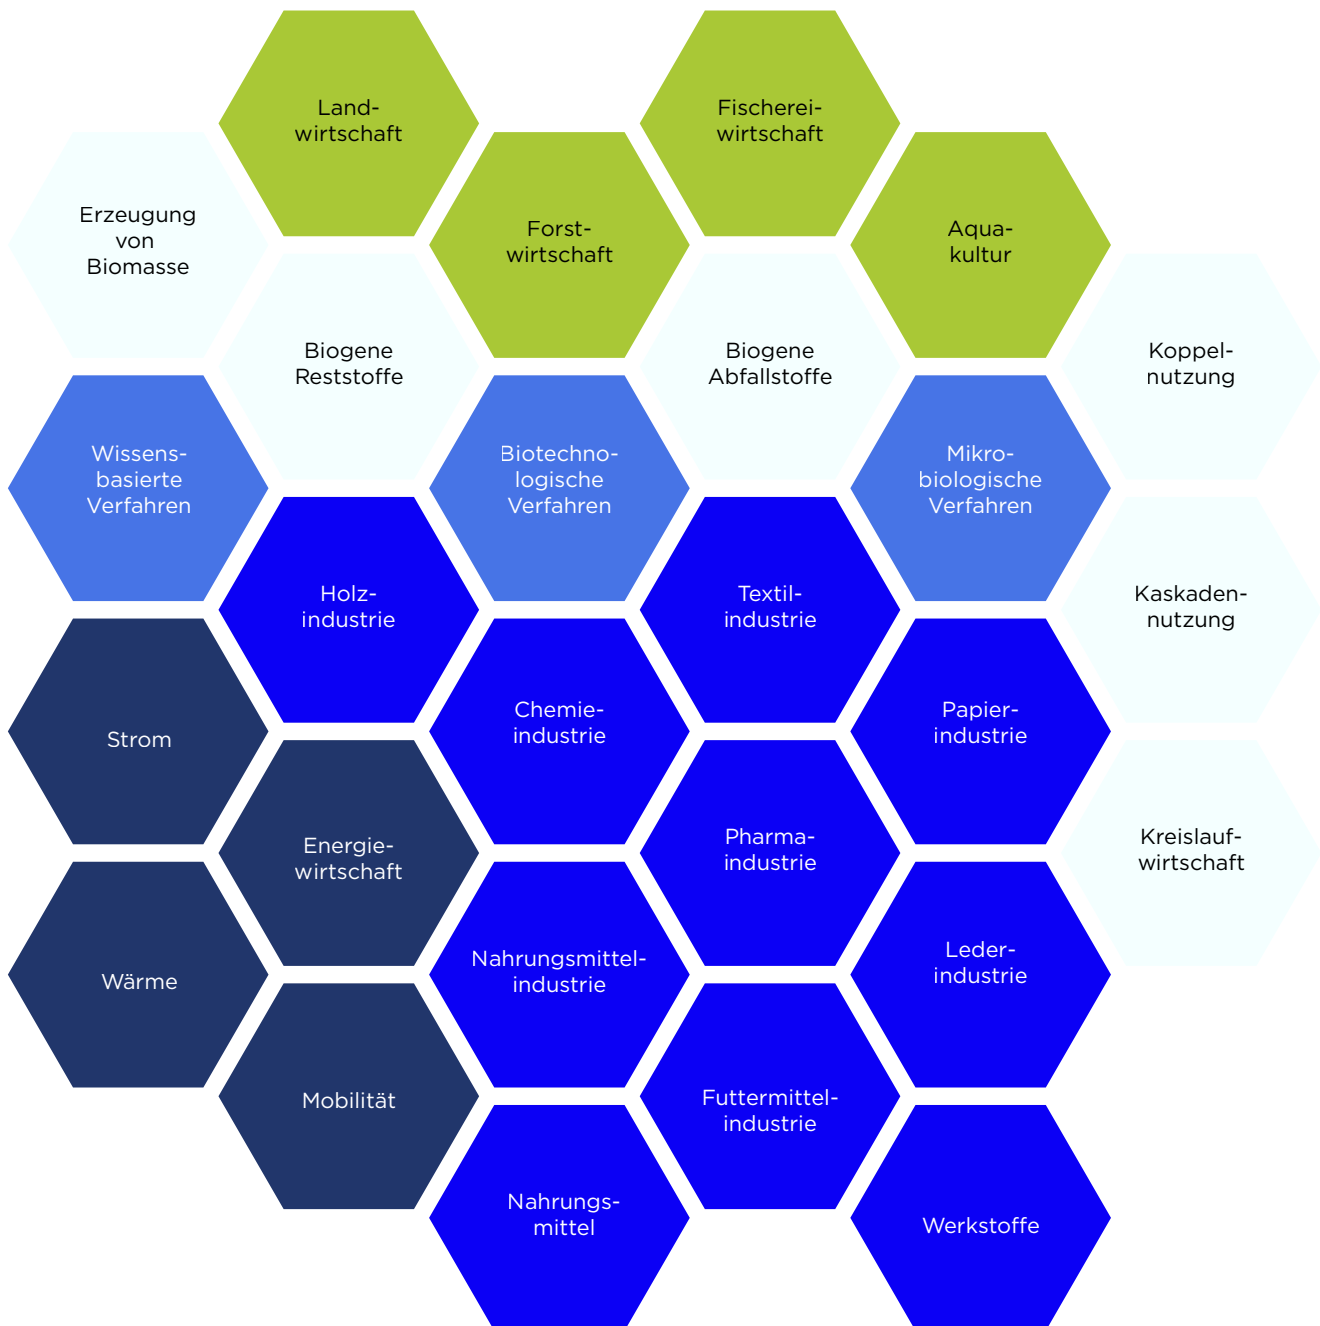 Land-
wirtschaft
Fischerei-
wirtschaft
Erzeugung
von
Biomasse
Forst-
wirtschaft
Aqua-
kultur
Biogene
Reststoffe
Biogene
Abfallstoffe
Koppel-
nutzung
Wissens-
basierte
Verfahren
Biotechno-
logische
Verfahren
Mikro-
biologische
Verfahren
Holz-
industrie
Textil-
industrie
Kaskaden-
nutzung
Strom
Chemie-
industrie
Papier-
industrie
Energie-
wirtschaft
Pharma-
industrie
Kreislauf-
wirtschaft
Wärme
Nahrungsmittel-
industrie
Leder-
industrie
Mobilität
Futtermittel-
industrie
Nahrungs-
mittel
Werkstoffe